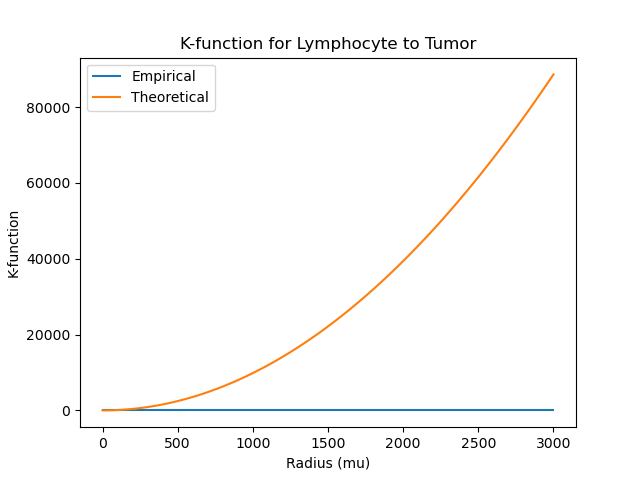 K-function for Lymphocyte to Tumor
Empirical
Theoretical
80000
60000
40000
20000
0
K-function
0 500 1000 1500 2000 2500 3000
Radius (mu)